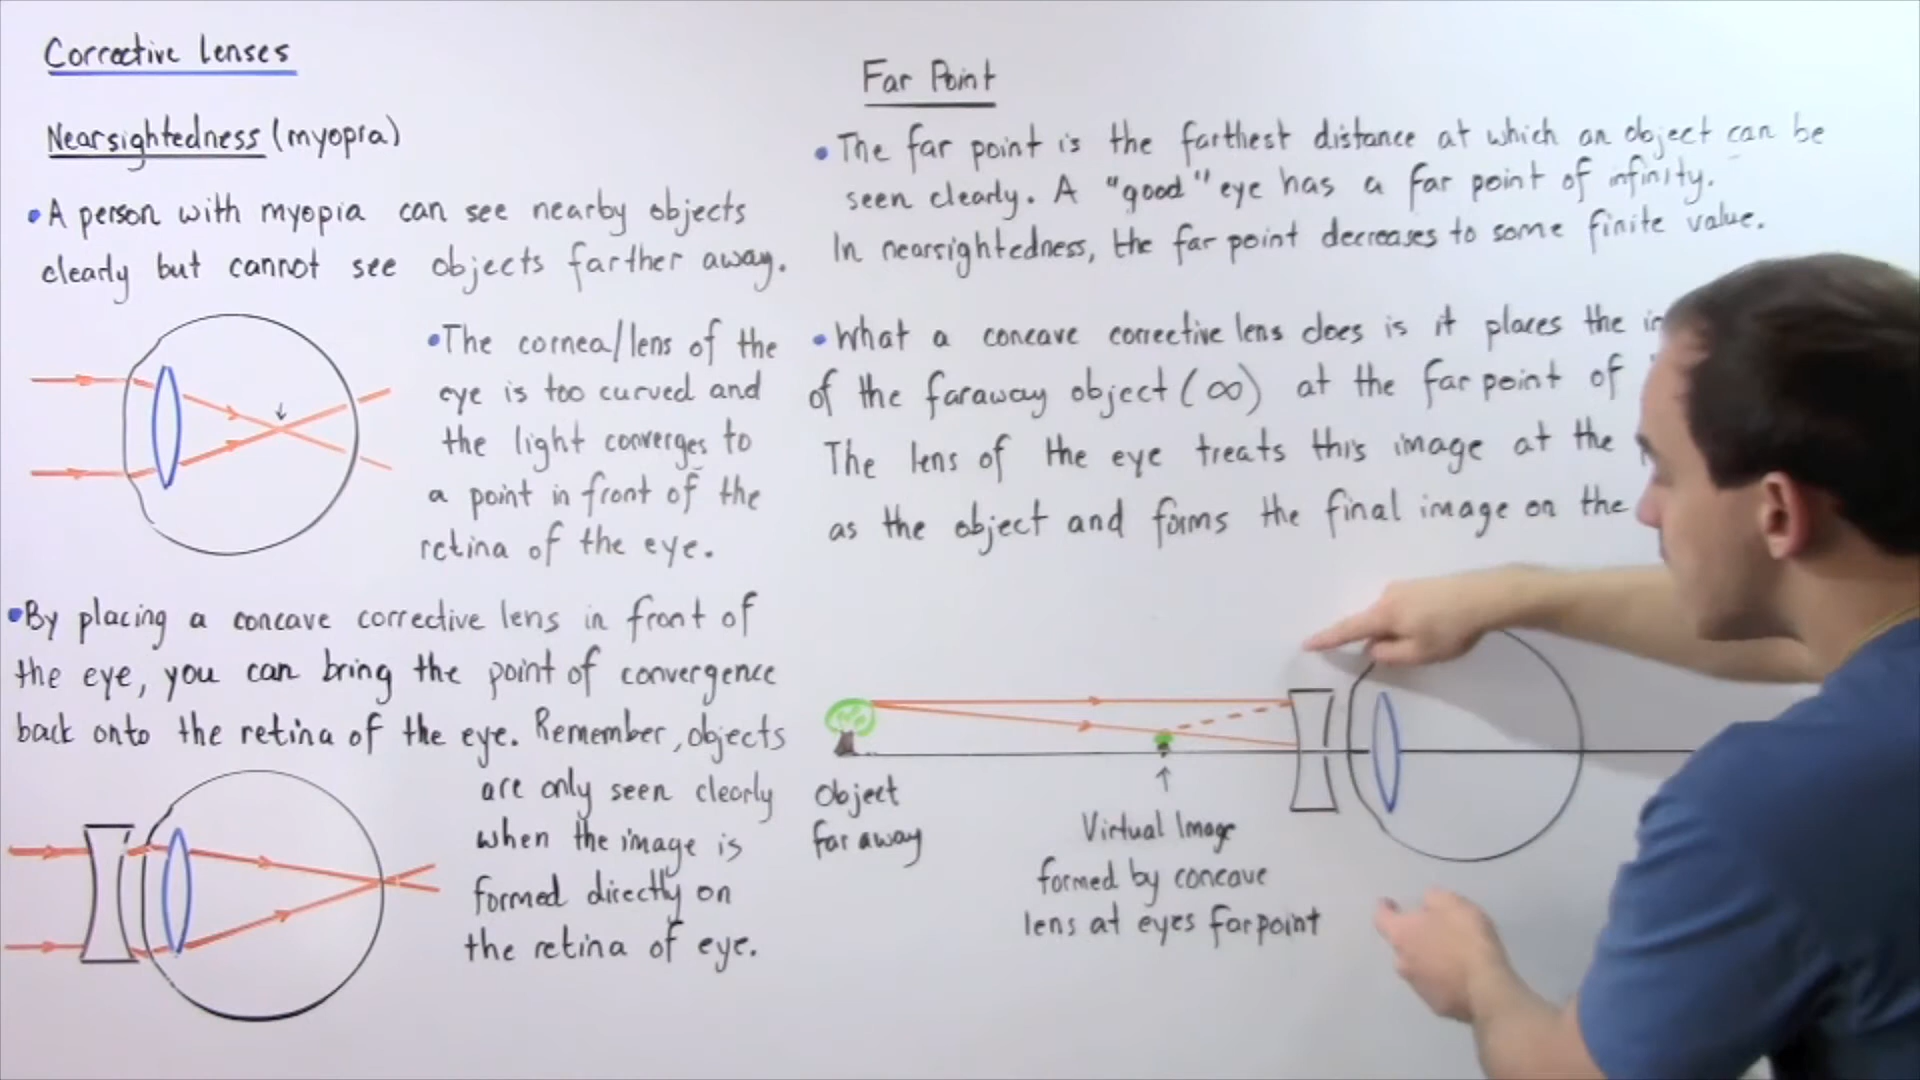 Corrective Lenses
Nearsightedness (myopia)
• A person with myopia can see nearby objects
clearly but cannot see objects farther away.
• The cornea/lens of the
eye is too curved and
the light converges to
a point in front of the
retina of the eye.
• By placing a concave corrective lens in front of
the eye, you can bring the point of convergence
back onto the retina of the eye. Remember, objects
are only seen clearly
when the image is
formed directly on
the retina of eye.
Far Point
• The far point is the farthest distance at which an object can be
seen clearly. A "good" eye has a far point of infinity.
In nearsightedness, the far point decreases to some finite value.
• What a concave corrective lens does is it places the
of the faraway object (∞) at the far point of
The lens of the eye treats this image at the
as the object and forms the final image on the
Object
far away
Virtual Image
formed by concave
lens at eyes far point